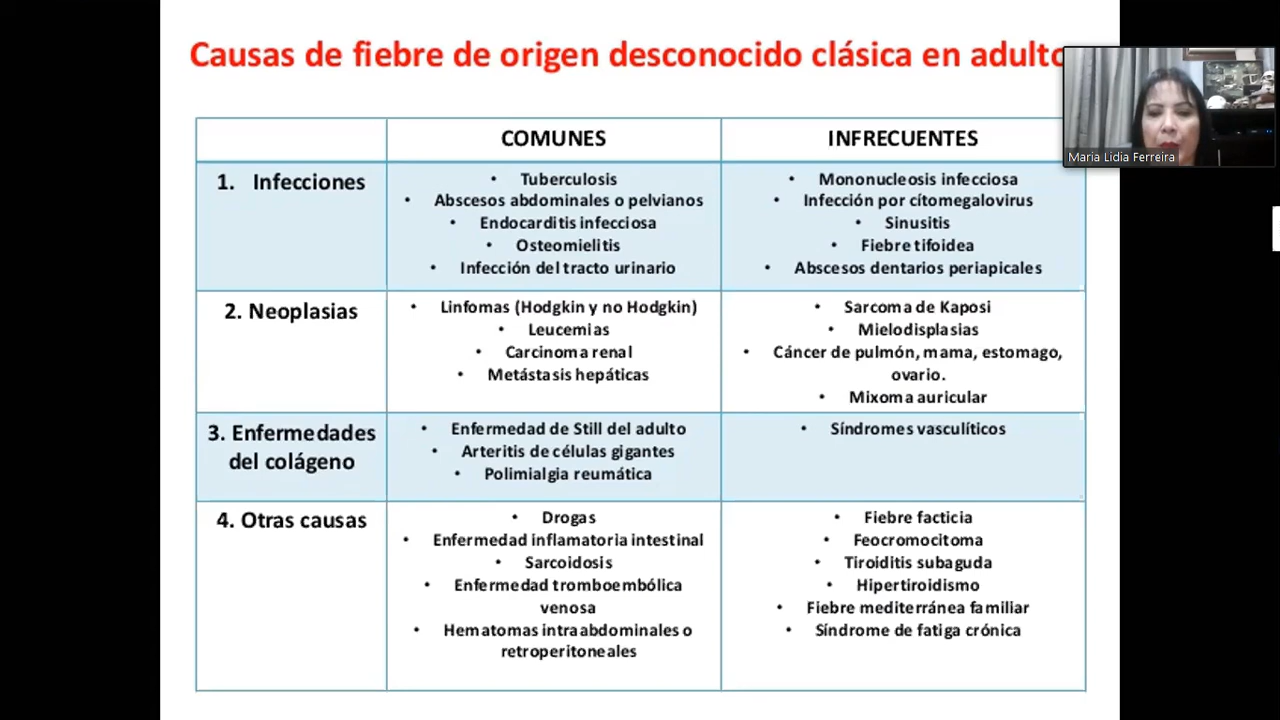 Causas de fiebre de origen desconocido clásica en adulto
Maria Lidia Ferreira
COMUNES
INFRECUENTES
1. Infecciones
• Tuberculosis
• Abscesos abdominales o pelvianos
• Endocarditis infecciosa
• Osteomielitis
• Infección del tracto urinario
• Mononucleosis infecciosa
• Infección por cítomegalovirus
• Sinusitis
• Fiebre tifoidea
• Abscesos dentarios periapicales
2. Neoplasias
• Linfomas (Hodgkin y no Hodgkin)
• Leucemias
• Carcinoma renal
• Metástasis hepáticas
• Sarcoma de Kaposi
• Mielodisplasias
• Cáncer de pulmón, mama, estomago,
ovario.
• Mixoma auricular
3. Enfermedades
del colágeno
• Enfermedad de Still del adulto
• Arteritis de células gigantes
• Polimialgia reumática
• Síndromes vasculíticos
4. Otras causas
• Drogas
• Enfermedad inflamatoria intestinal
• Sarcoidosis
• Enfermedad tromboembólica
venosa
• Hematomas intraabdominales o
retroperitoneales
• Fiebre facticia
• Feocromocitoma
• Tiroiditis subaguda
• Hipertiroidismo
• Fiebre mediterránea familiar
• Síndrome de fatiga crónica